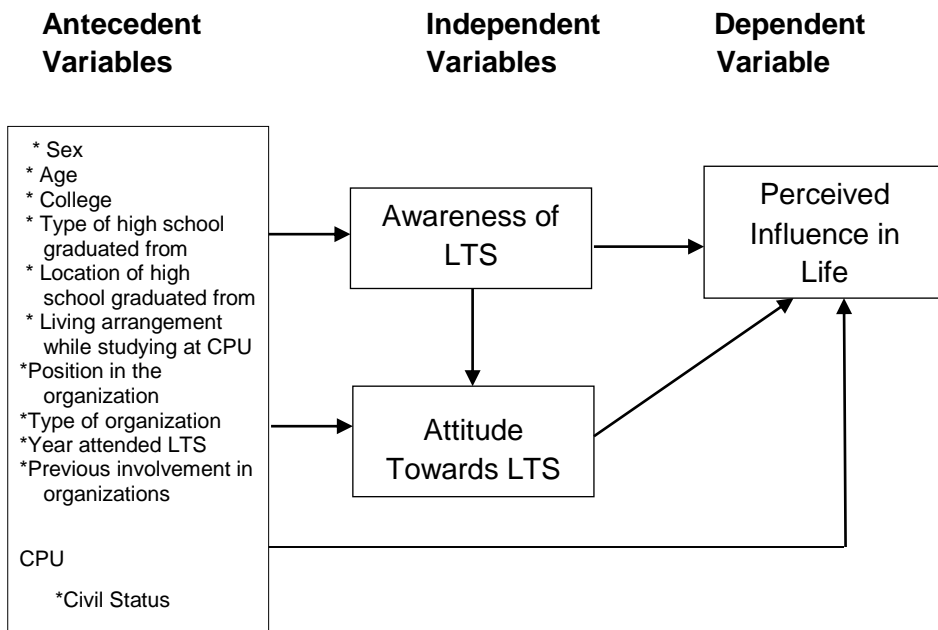 Antecedent
Variables
Independent
Variables
Dependent
Variable
* Sex
* Age
* College
* Type of high school
graduated from
* Location of high
school graduated from
* Living arrangement
while studying at CPU
*Position in the
organization
*Type of organization
*Year attended LTS
*Previous involvement in
organizations
CPU
*Civil Status
Awareness of
LTS
Attitude
Towards LTS
Perceived
Influence in
Life